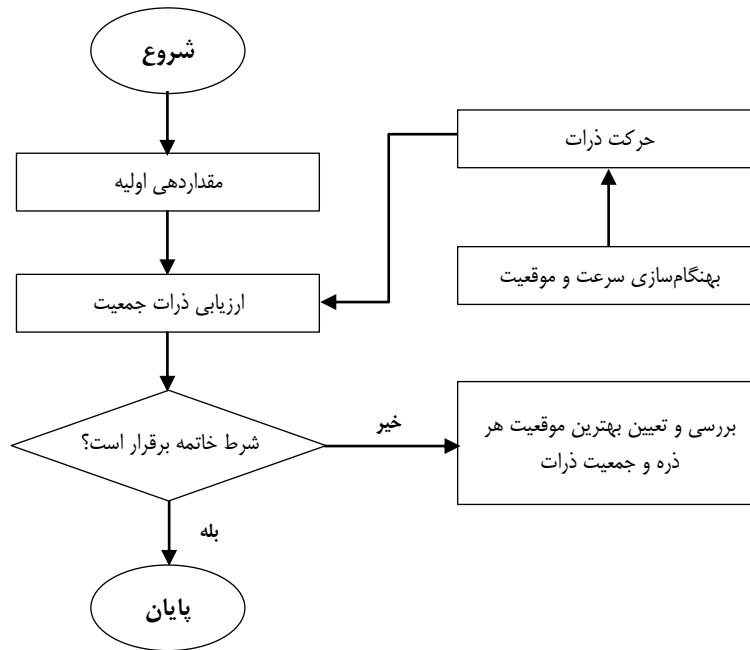 شروع
مقداردهی اولیه
ارزیابی ذرات جمعیت
شرط خاتمه برقرار است؟
خیر
بررسی و تعیین بهترین موقعیت هر
ذره و جمعیت ذرات
بهنگام‌سازی سرعت و موقعیت
حرکت ذرات
بله
پایان